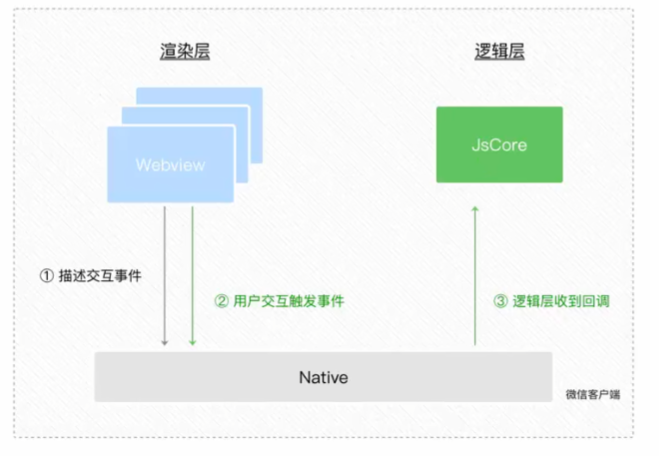 渲染层
逻辑层
Webview
JsCore
① 描述交互事件
② 用户交互触发事件
③ 逻辑层收到回调
Native
微信客户端